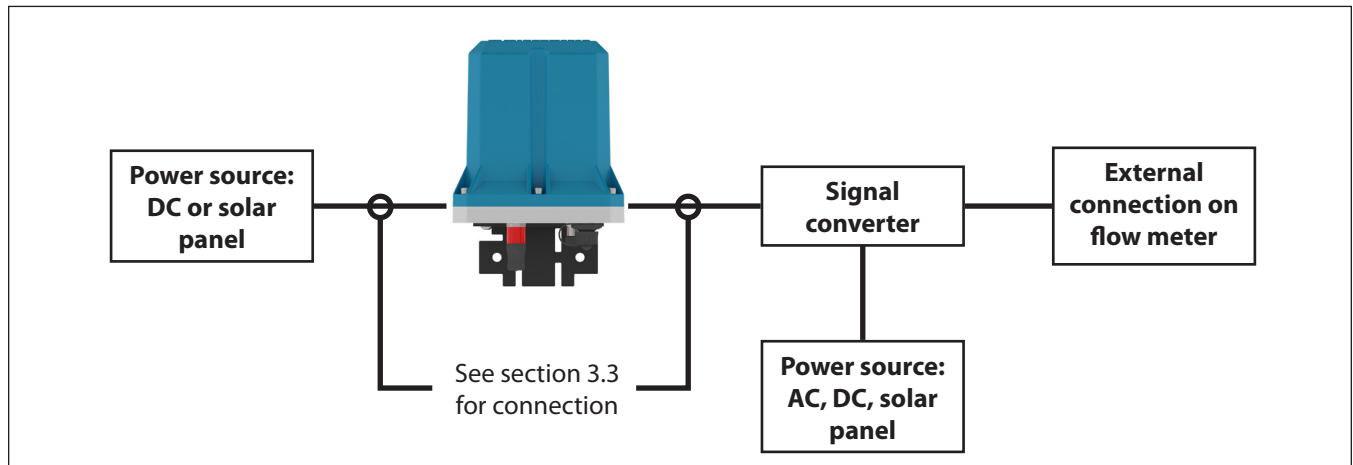 Power source:
DC or solar
panel
See section 3.3
for connection
Signal
converter
Power source:
AC, DC, solar
panel
External
connection on
flow meter